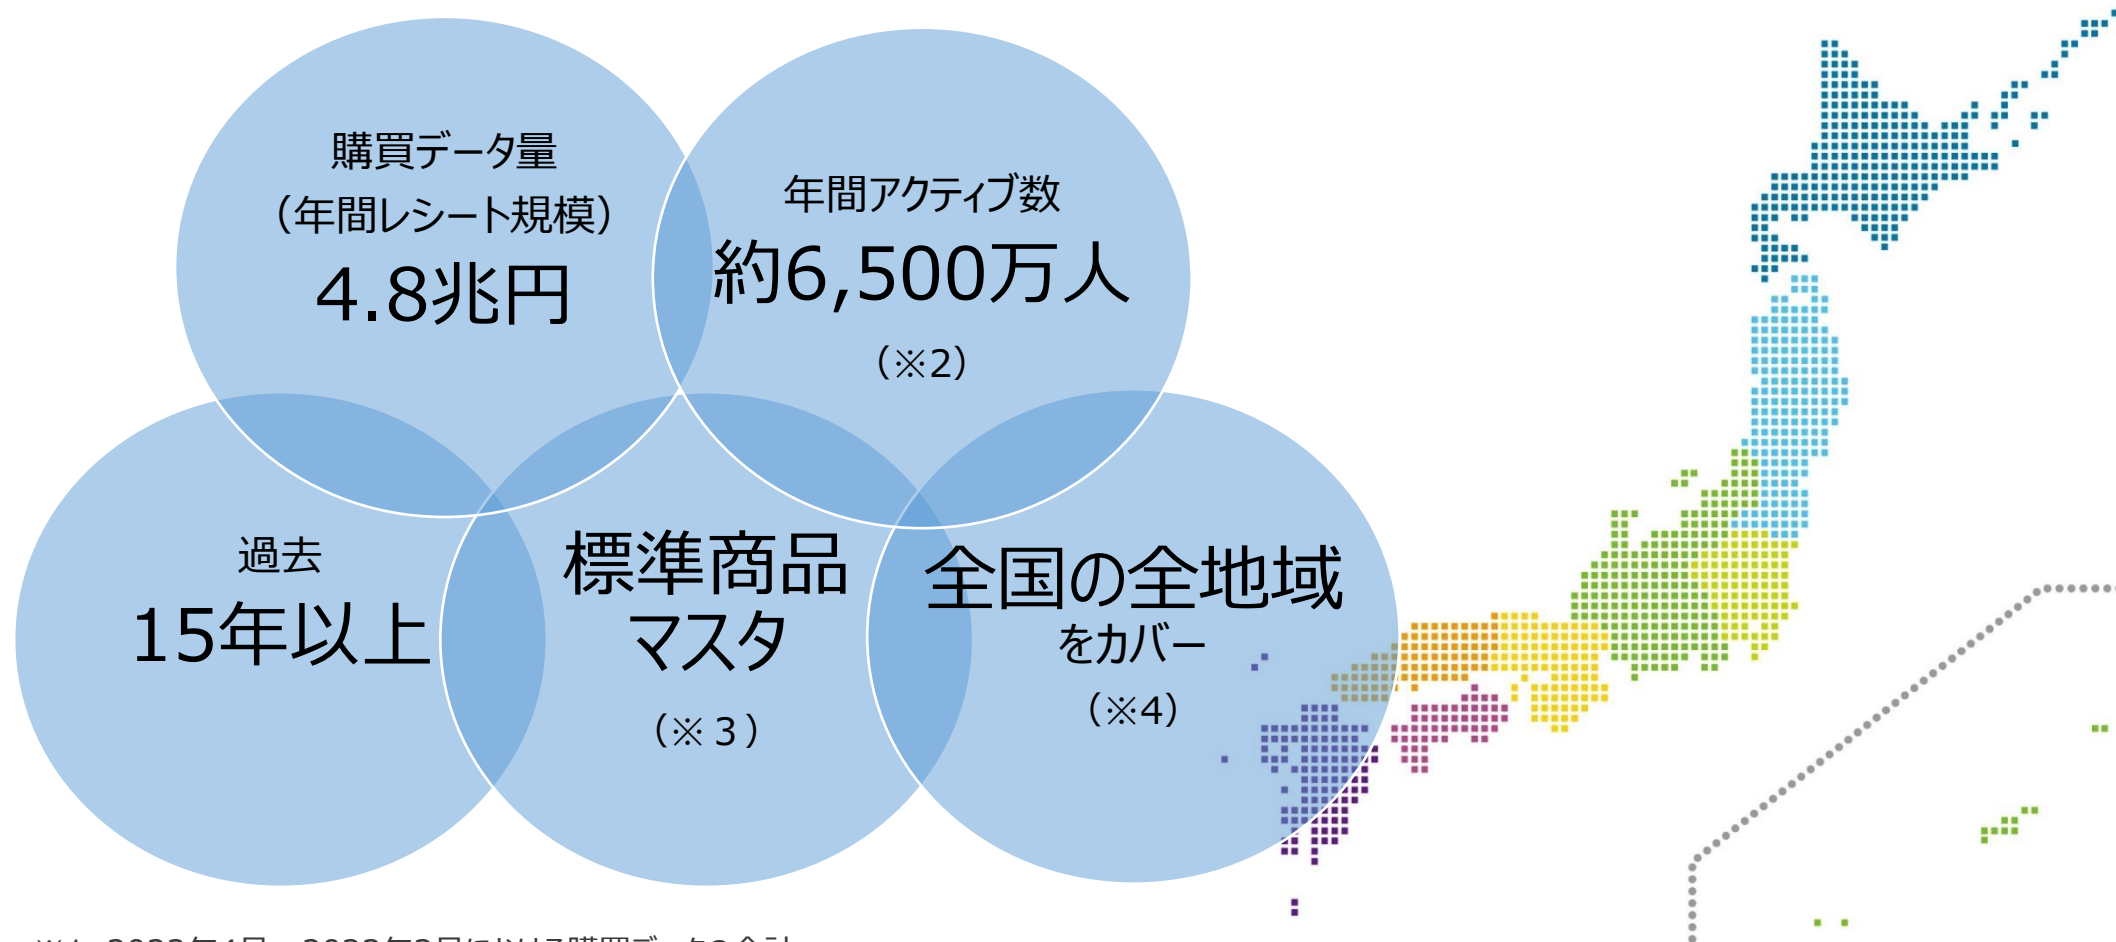 購買データ量
（年間レシート規模）
4.8兆円
年間アクティブ数
約6,500万人
（※2）
過去
15年以上
標準商品
マスタ
（※３）
全国の全地域
をカバー
（※4）